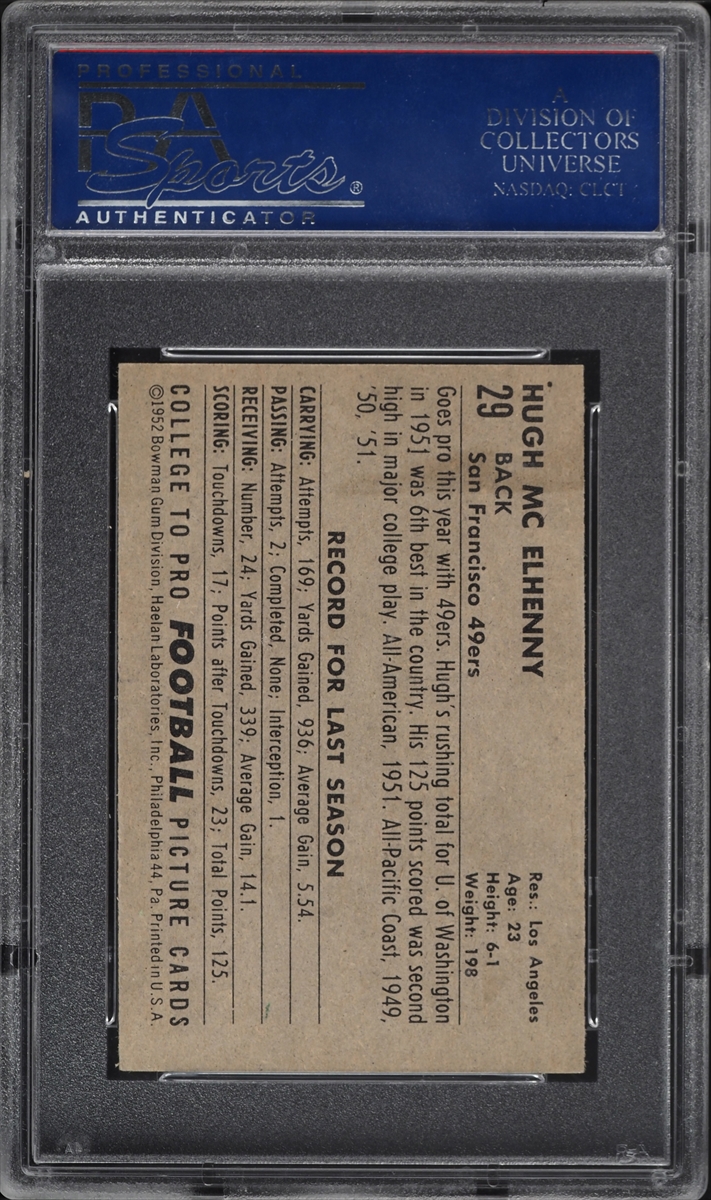 PROFESSIONAL
PSA
Sports®
AUTHENTICATOR
A
DIVISION OF
COLLECTORS
UNIVERSE
NASDAQ: CLCT
HUGH MC ELHENNY
29 BACK
San Francisco 49ers
Res.: Los Angeles
Age: 23
Height: 6-1
Weight: 198
Goes pro this year with 49ers. Hugh's rushing total for U. of Washington
in 1951 was 6th best in the country. His 125 points scored was second
high in major college play. All-American, 1951. All-Pacific Coast, 1949,
'50, '51.
RECORD FOR LAST SEASON
CARRYING: Attempts, 169; Yards Gained, 936; Average Gain, 5.54.
PASSING: Attempts, 2; Completed, None; Interception, 1.
RECEIVING: Number, 24; Yards Gained, 339; Average Gain, 14.1.
SCORING: Touchdowns, 17; Points after Touchdowns, 23; Total Points, 125.
COLLEGE TO PRO FOOTBALL PICTURE CARDS
©1952 Bowman Gum Division, Haelan Laboratories, Inc., Philadelphia 44, Pa. Printed in U.S.A.